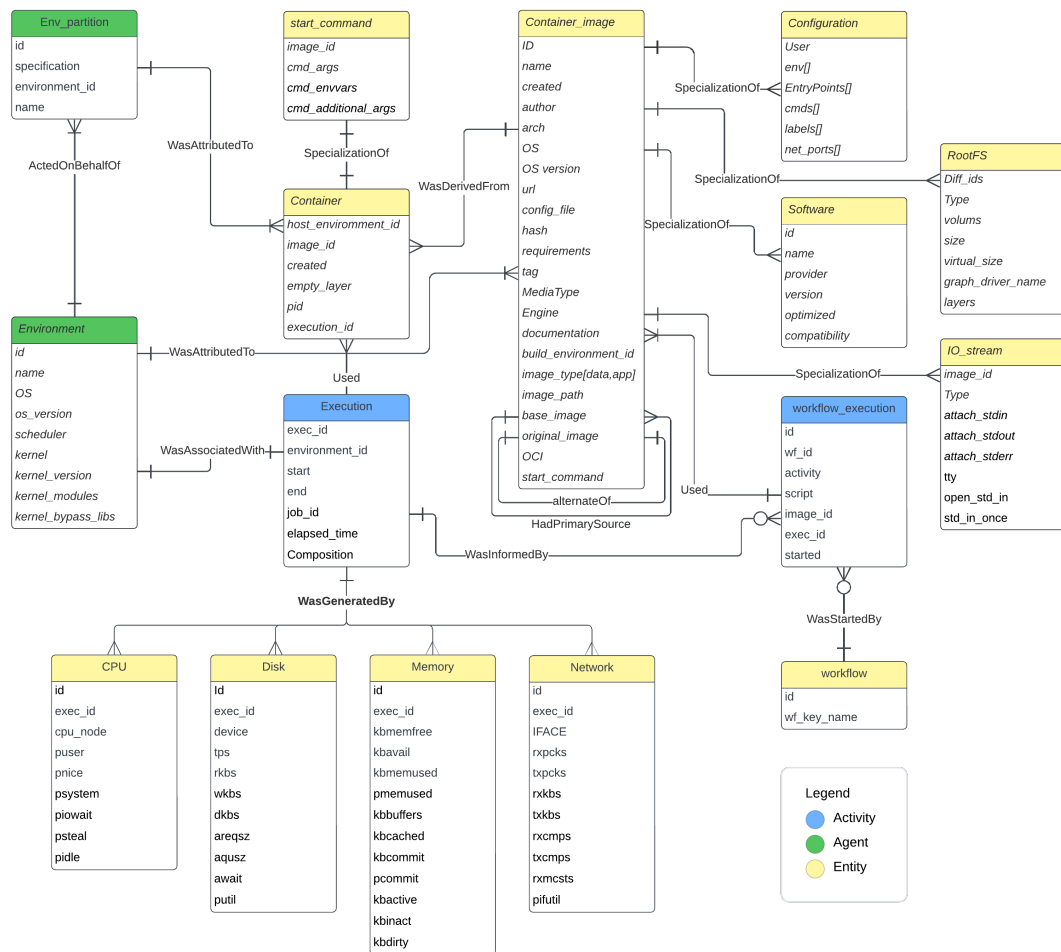 Env_partition
id
specification
environment_id
name
start_command
image_id
cmd_args
cmd_envvars
cmd_additional_args
Container_image
ID
name
created
author
arch
OS
OS version
url
config_file
hash
requirements
tag
MediaType
Engine
documentation
build_environment_id
image_type[data,app]
image_path
base_image
original_image
OCI
start_command
Configuration
User
env[]
EntryPoints[]
cmds[]
labels[]
net_ports[]
RootFS
Diff_ids
Type
volums
size
virtual_size
graph_driver_name
layers
Software
id
name
provider
version
optimized
compatibility
IO_stream
image_id
Type
attach_stdin
attach_stdout
attach_stderr
tty
open_std_in
std_in_once
Container
host_enviromment_id
image_id
created
empty_layer
pid
execution_id
Environment
id
name
OS
os_version
scheduler
kernel
kernel_version
kernel_modules
kernel_bypass_libs
Execution
exec_id
environment_id
start
end
job_id
elapsed_time
Composition
workflow_execution
id
wf_id
activity
script
image_id
exec_id
started
workflow
id
wf_key_name
CPU
id
exec_id
cpu_node
puser
pnice
psystem
piowait
psteal
pidle
Disk
Id
exec_id
device
tps
rkbs
wkbs
dkbs
areqsz
aqusz
await
putil
Memory
id
exec_id
kbmemfree
kbavail
kbmemused
pmemused
kbbuffers
kbcached
kbcommit
pcommit
kbactive
kbinact
kbdirty
Network
id
exec_id
IFACE
rxpcks
txpcks
rxkbs
txkbs
rxcmps
txcmps
rxmcsts
pifutil
ActedOnBehalfOf
WasAttributedTo
SpecializationOf
WasDerivedFrom
SpecializationOf
SpecializationOf
SpecializationOf
SpecializationOf
WasAttributedTo
Used
WasAssociatedWith
alternateOf
HadPrimarySource
Used
WasInformedBy
WasStartedBy
WasGeneratedBy
Legend
Activity
Agent
Entity